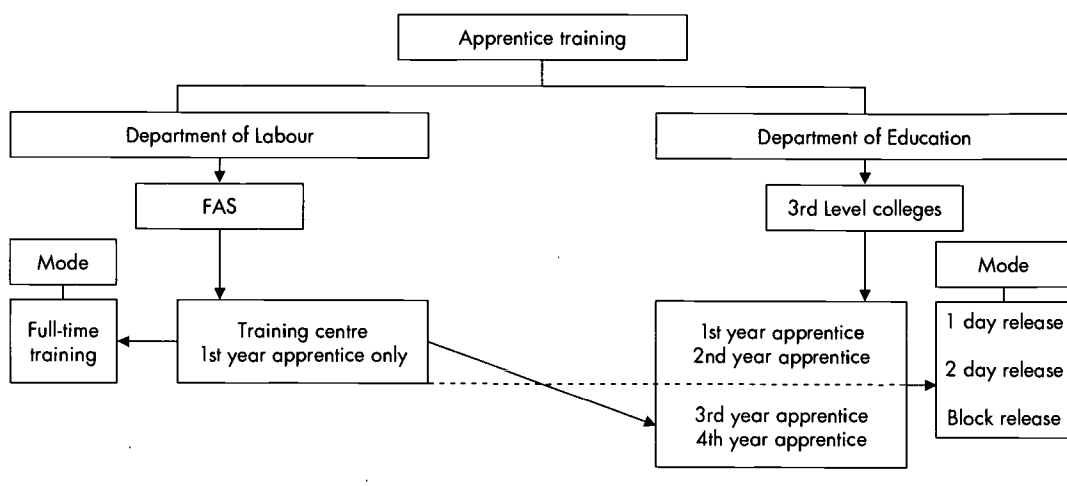 Apprentice training
Department of Labour
Department of Education
FAS
3rd Level colleges
Mode
Mode
Full-time
training
Training centre
1st year apprentice only
1st year apprentice
2nd year apprentice
3rd year apprentice
4th year apprentice
1 day release
2 day release
Block release